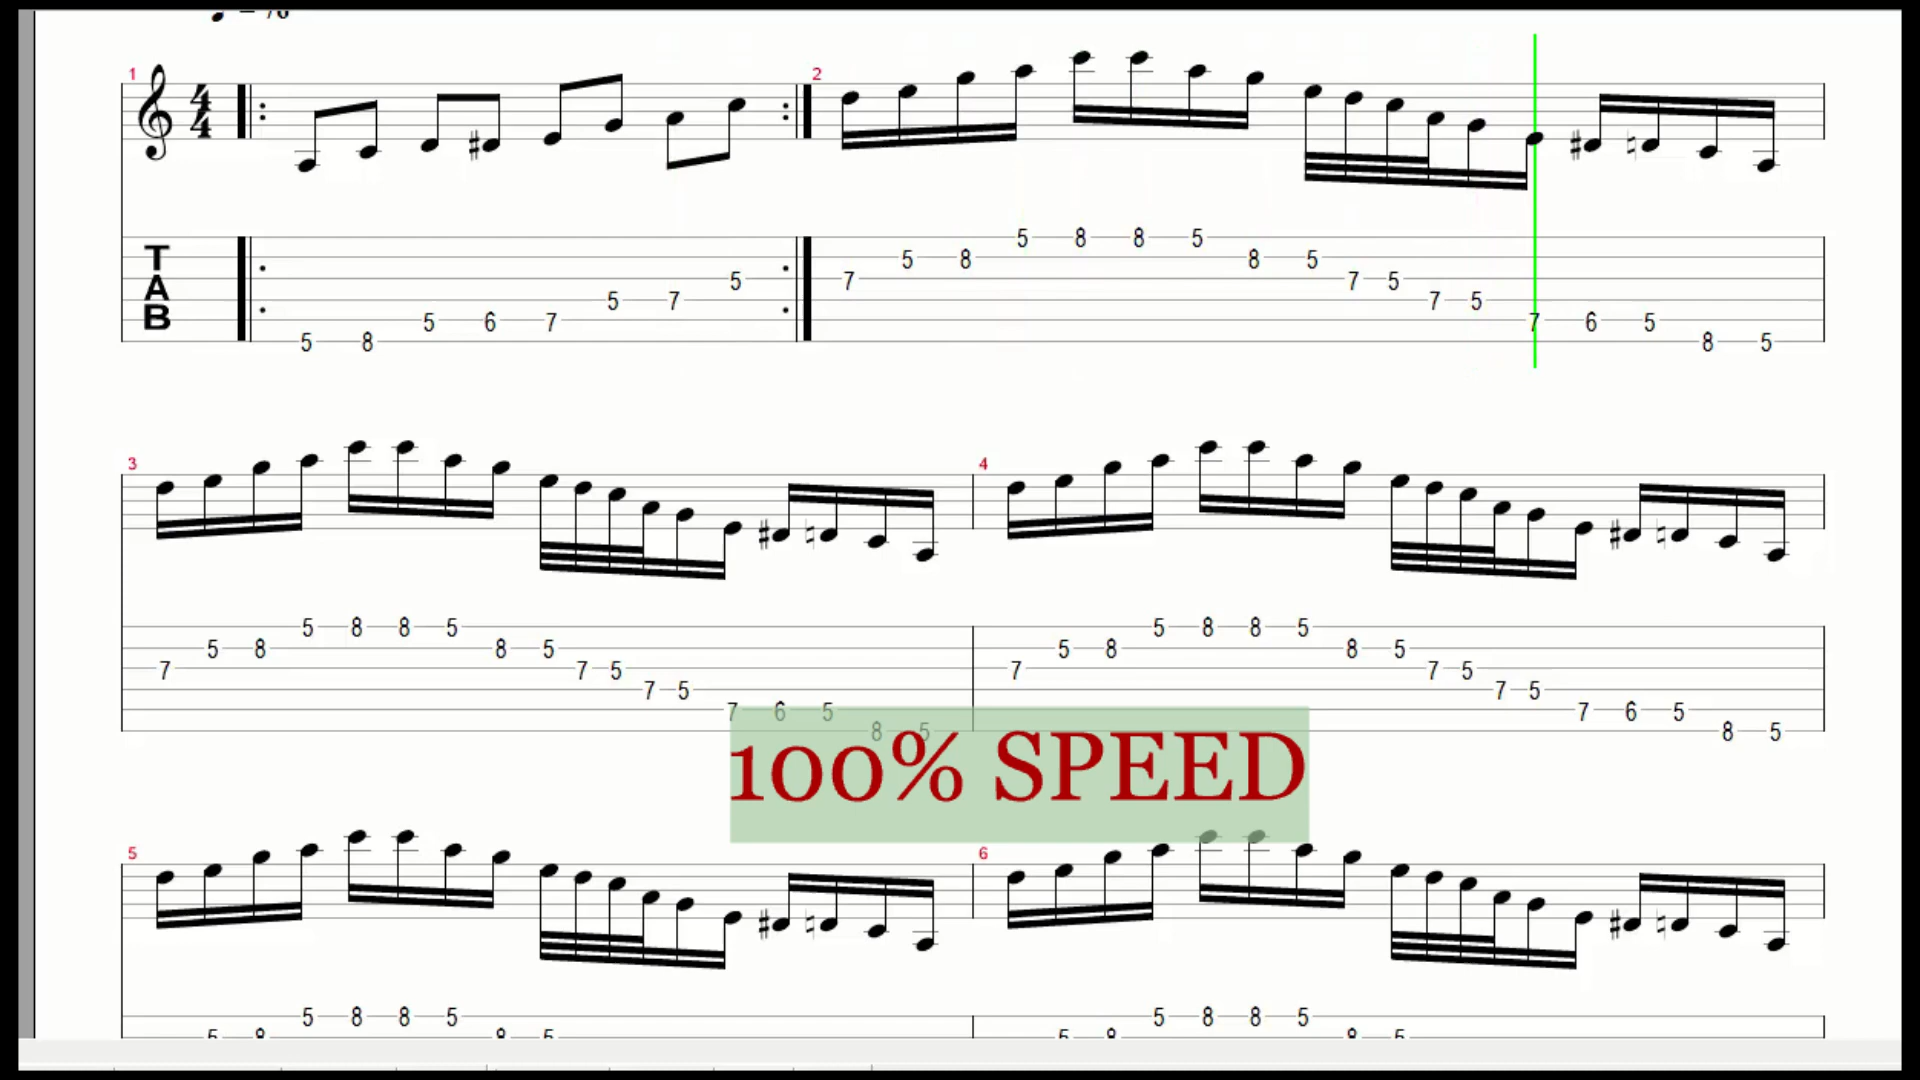 1 2
4
4
5 8 8 5
5 8 8 5
T 7 7 5
A 5 7 5 7 5
B 5 6 7 7 6 5
5 8 8 5
3 4
5 8 8 5 5 8 8 5
5 8 8 5 5 8 8 5
7 7 5 7 7 5
7 5 7 5
7 6 5 7 6 5
8 5 8 5
100% SPEED
5 6
5 8 8 5 5 8 8 5